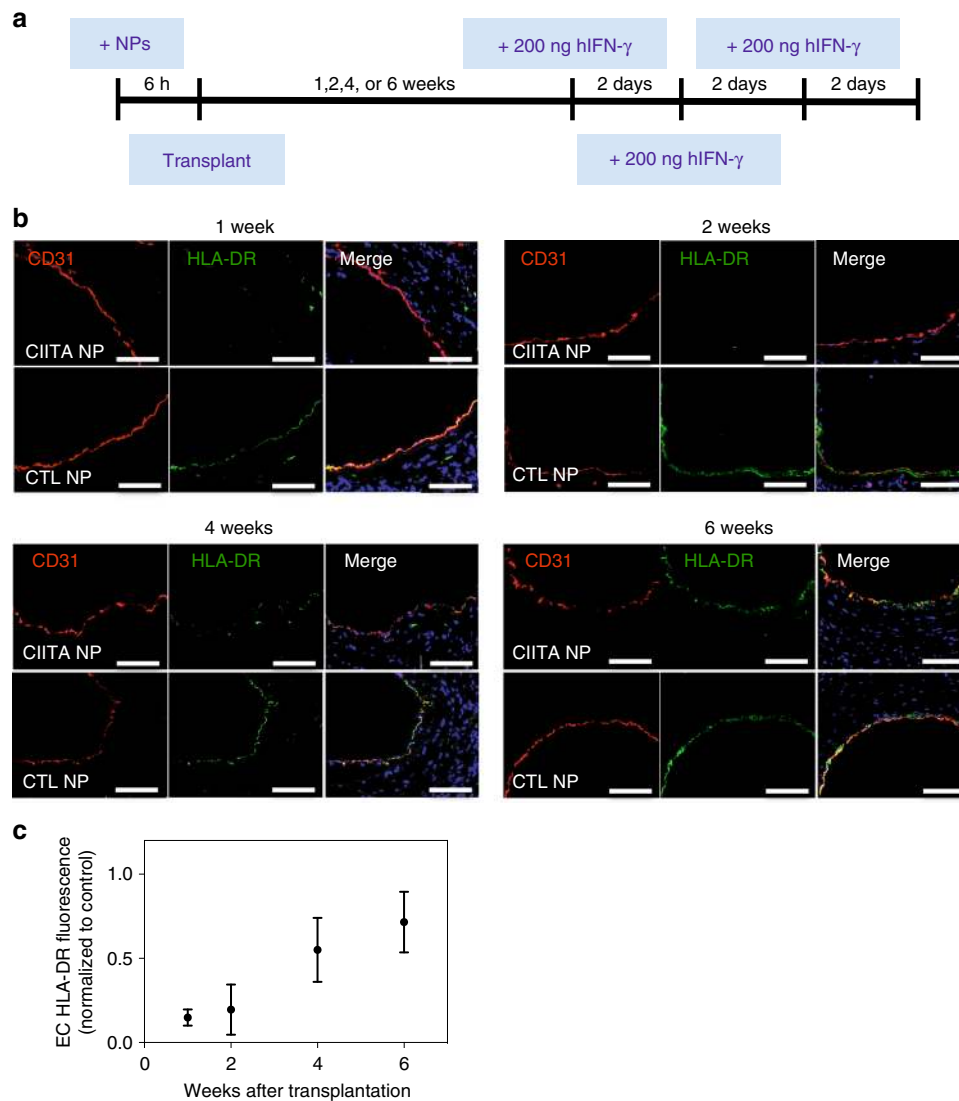 a
+ NPs
+ 200 ng hIFN-γ
+ 200 ng hIFN-γ
6 h
1,2,4, or 6 weeks
2 days
2 days
2 days
Transplant
+ 200 ng hIFN-γ
b
1 week
CD31
HLA-DR
Merge
CIITA NP
CTL NP
2 weeks
CD31
HLA-DR
Merge
CIITA NP
CTL NP
4 weeks
CD31
HLA-DR
Merge
CIITA NP
CTL NP
6 weeks
CD31
HLA-DR
Merge
CIITA NP
CTL NP
c
EC HLA-DR fluorescence
(normalized to control)
1.0
0.5
0.0
0
2
4
6
Weeks after transplantation